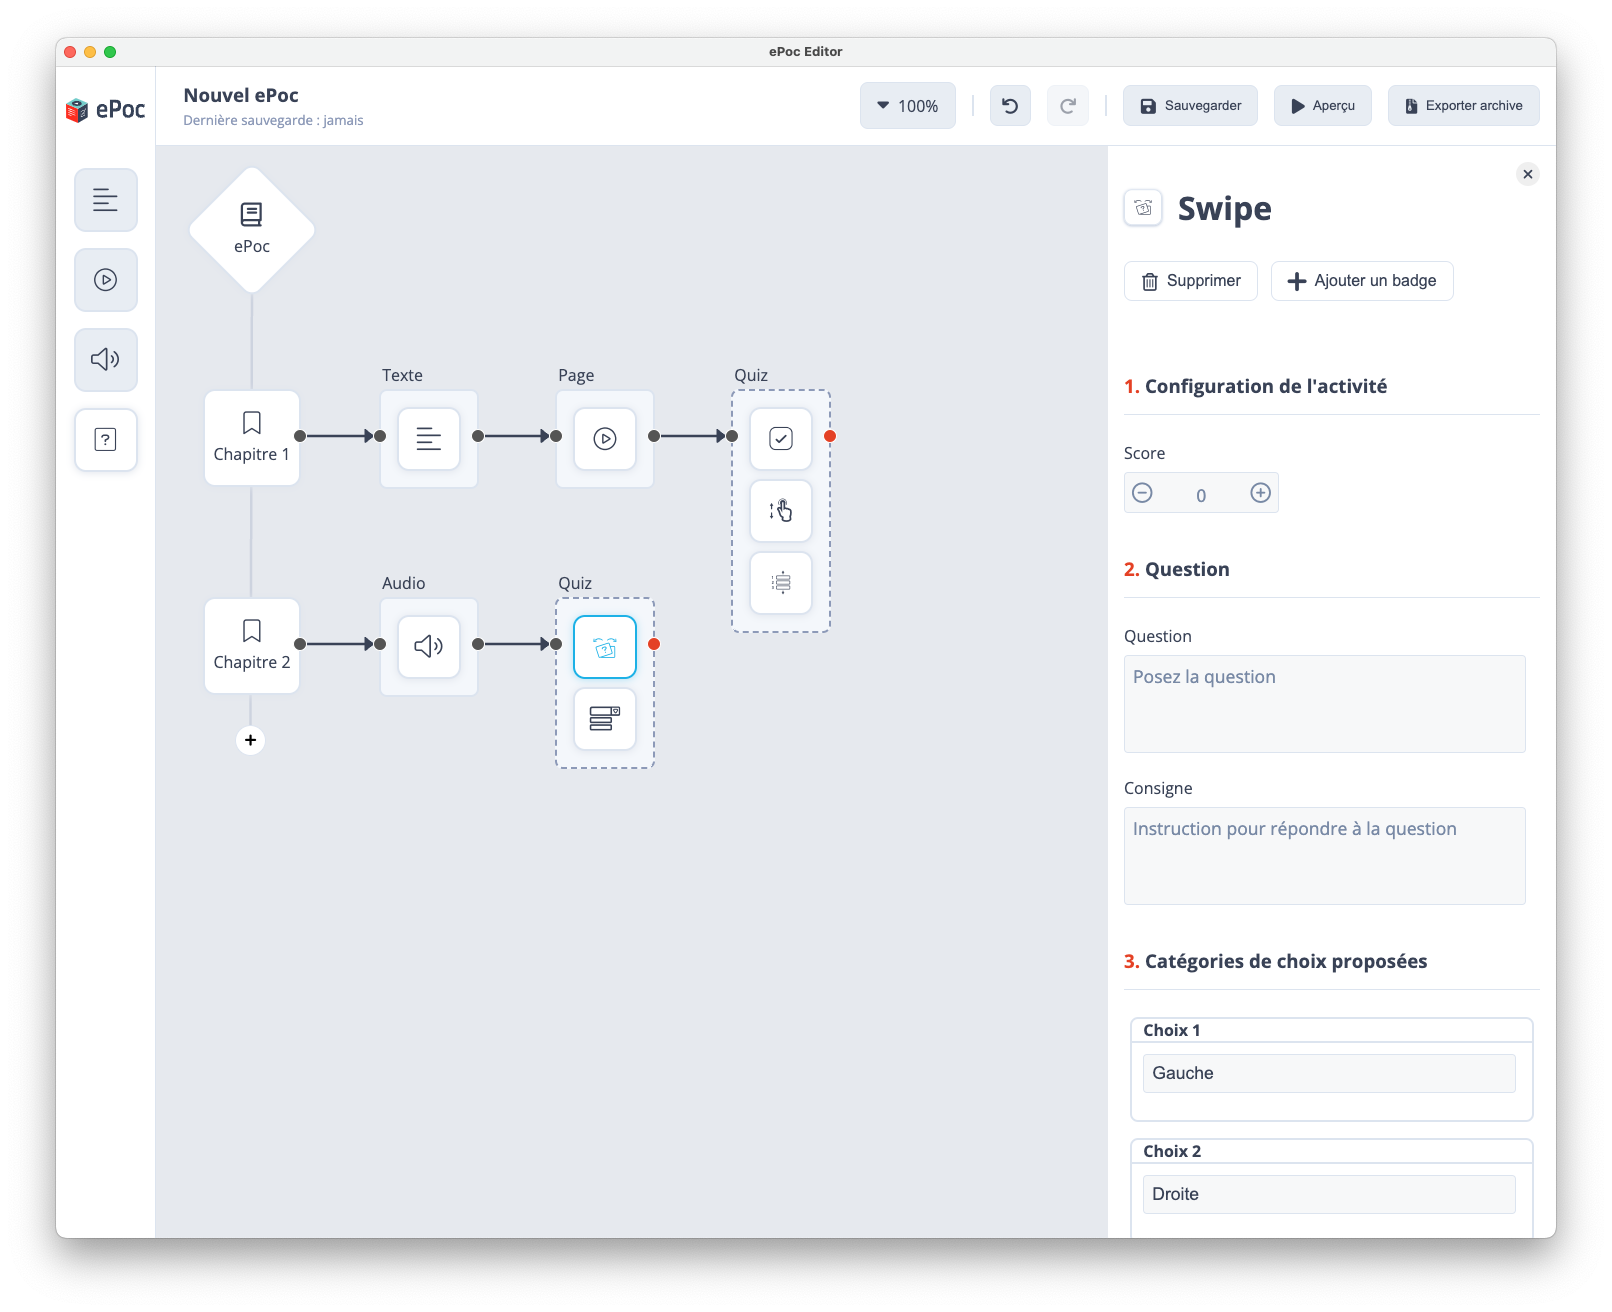 ePoc Editor
ePoc
Nouvel ePoc
Dernière sauvegarde : jamais
100%
Sauvegarder
Aperçu
Exporter archive
ePoc
Texte
Page
Quiz
Chapitre 1
Audio
Quiz
Chapitre 2
Swipe
Supprimer
Ajouter un badge
1. Configuration de l'activité
Score
0
2. Question
Question
Posez la question
Consigne
Instruction pour répondre à la question
3. Catégories de choix proposées
Choix 1
Gauche
Choix 2
Droite